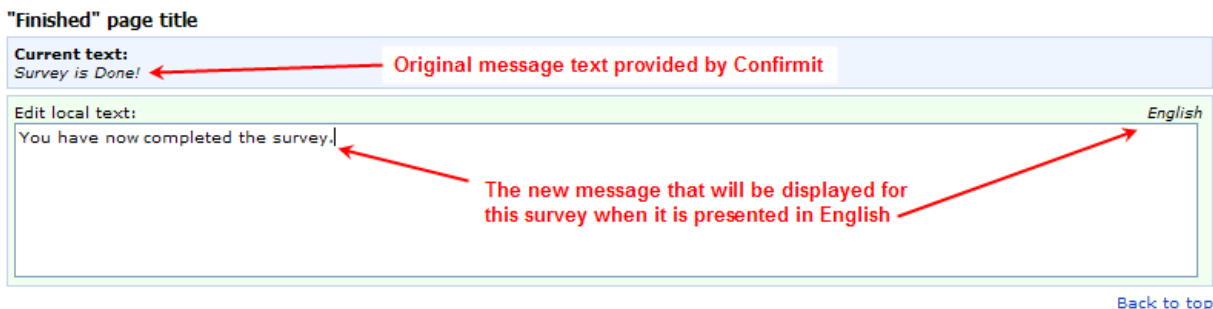 "Finished" page title
Current text:
Survey is Done!
Original message text provided by Confirmit
Edit local text:
English
You have now completed the survey.
The new message that will be displayed for
this survey when it is presented in English
Back to top